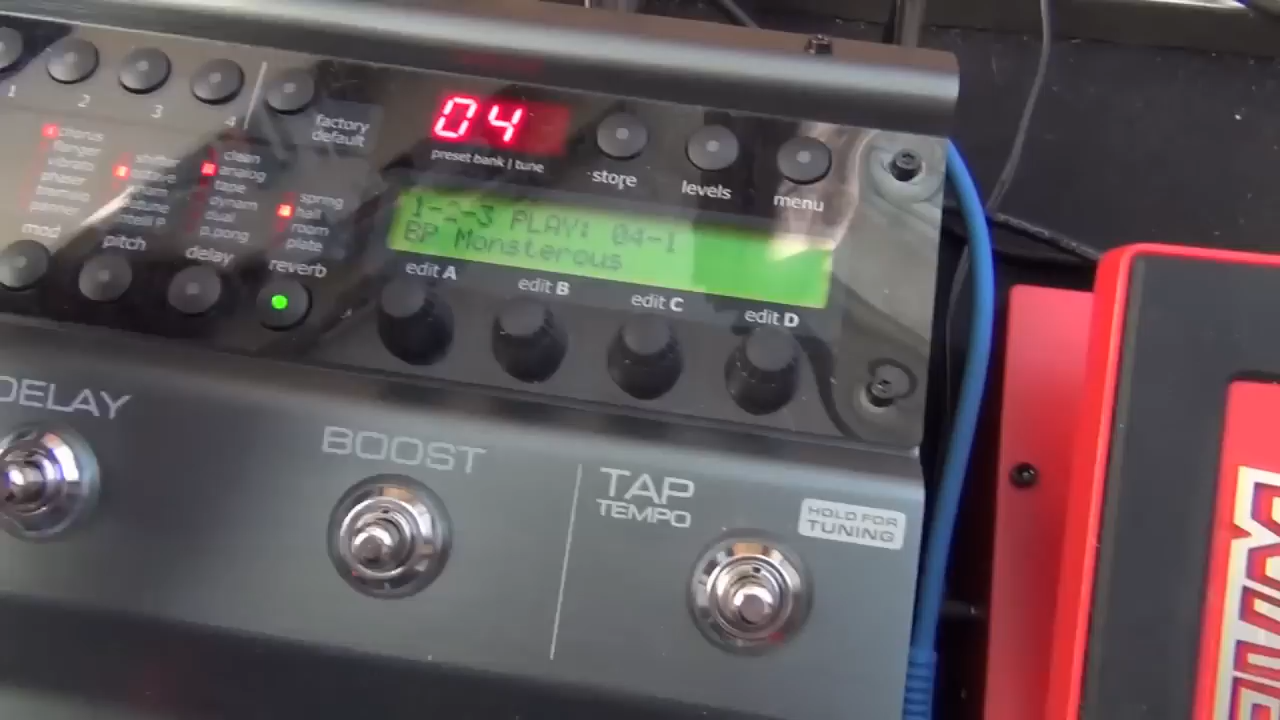 1
2
3
4
factory
default
04
preset bank / tune
store
levels
menu
chorus
flanger
vibrato
phaser
shifter
octave
clean
analog
tape
dynam
dual
p.pong
spring
hall
room
plate
mod
pitch
delay
reverb
1-2-3 PLAY: 04-1
BP Monsterous
edit A
edit B
edit C
edit D
DELAY
BOOST
TAP
TEMPO
HOLD FOR
TUNING